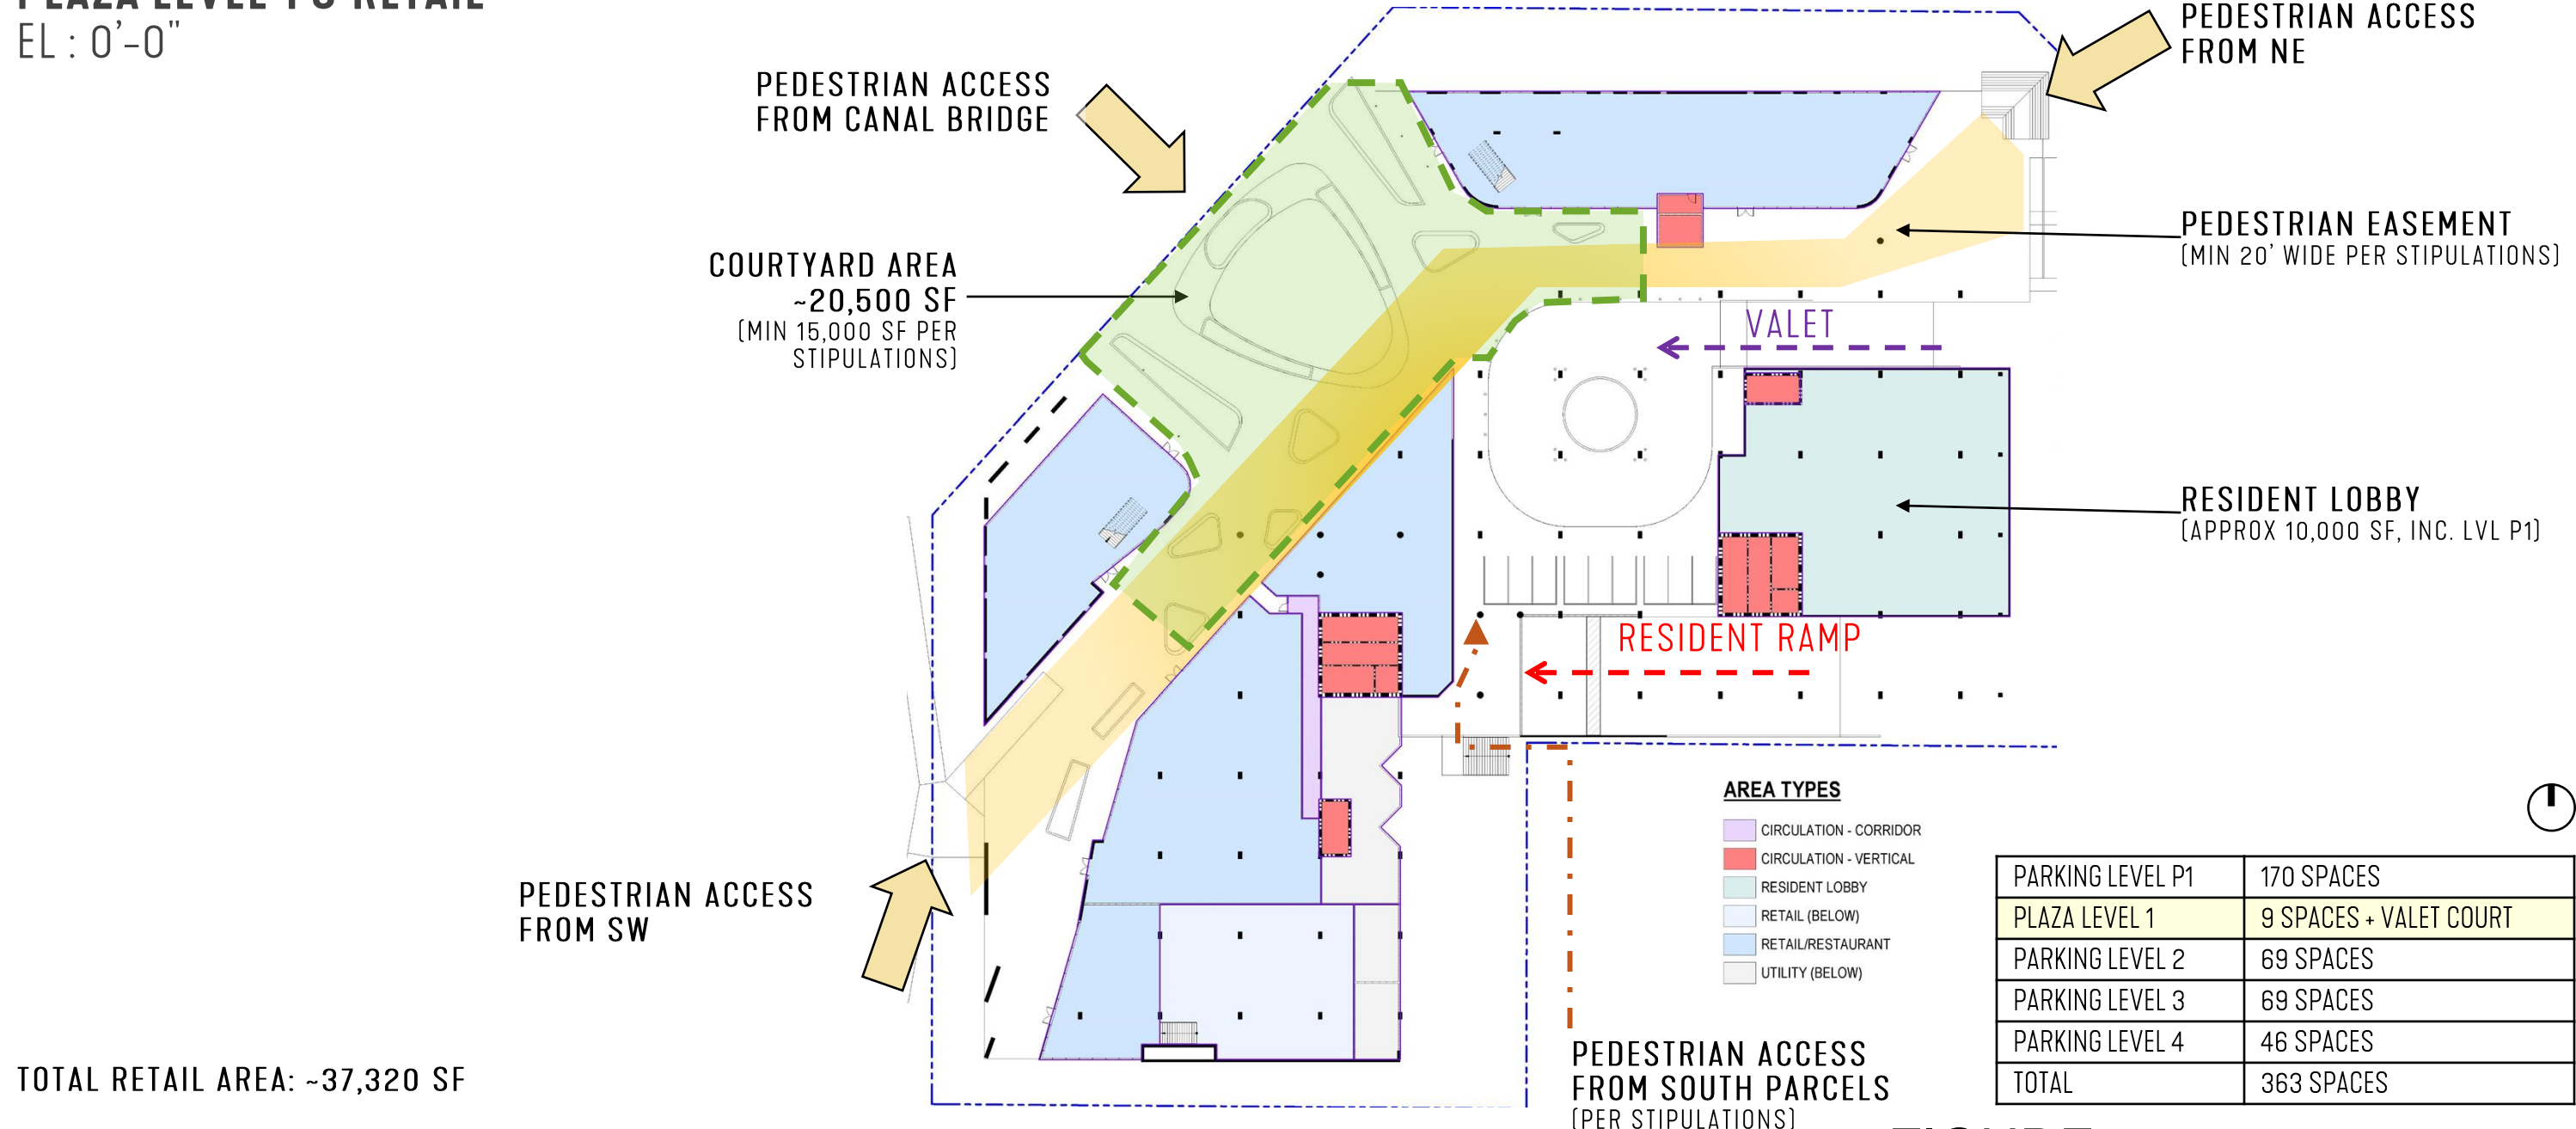 PLAZA LEVEL 1 & RETAIL
EL : 0'-0"
PEDESTRIAN ACCESS
FROM CANAL BRIDGE
PEDESTRIAN ACCESS
FROM NE
COURTYARD AREA
~20,500 SF
(MIN 15,000 SF PER
STIPULATIONS)
PEDESTRIAN EASEMENT
(MIN 20' WIDE PER STIPULATIONS)
VALET
RESIDENT LOBBY
(APPROX 10,000 SF, INC. LVL P1)
RESIDENT RAMP
PEDESTRIAN ACCESS
FROM SW
AREA TYPES
CIRCULATION - CORRIDOR
CIRCULATION - VERTICAL
RESIDENT LOBBY
RETAIL (BELOW)
RETAIL/RESTAURANT
UTILITY (BELOW)
PARKING LEVEL P1 170 SPACES
PLAZA LEVEL 1 9 SPACES + VALET COURT
PARKING LEVEL 2 69 SPACES
PARKING LEVEL 3 69 SPACES
PARKING LEVEL 4 46 SPACES
TOTAL 363 SPACES
PEDESTRIAN ACCESS
FROM SOUTH PARCELS
(PER STIPULATIONS)
TOTAL RETAIL AREA: ~37,320 SF